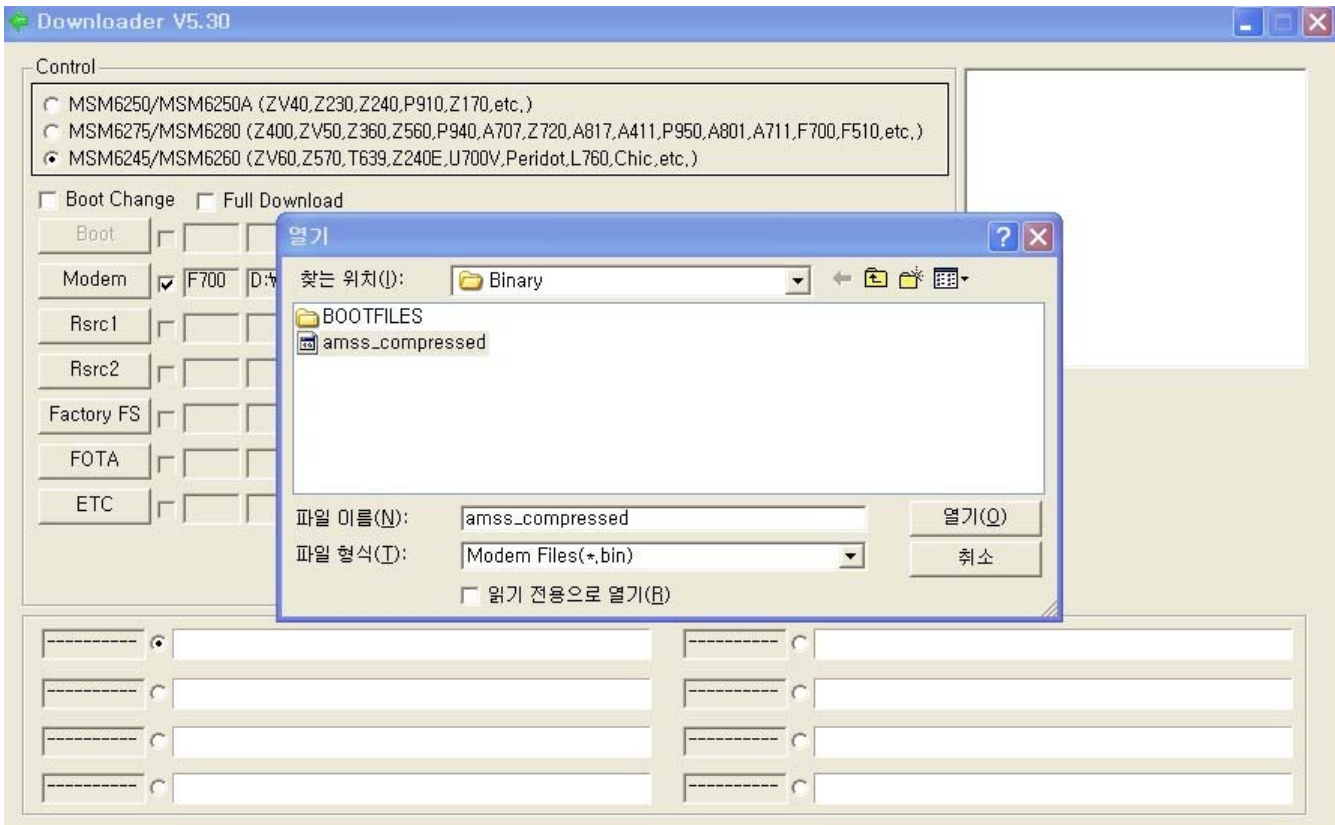 Downloader V5.30
Control
MSM6250/MSM6250A (ZV40,Z230,Z240,P910,Z170,etc,)
MSM6275/MSM6280 (Z400,ZV50,Z360,Z560,P940,A707,Z720,A817,A411,P950,A801,A711,F700,F510,etc,)
MSM6245/MSM6260 (ZV60,Z570,T639,Z240E,U700V,Peridot,L760,Chic,etc,)
Boot Change Full Download
Boot
Modem F700 D:₩
Rsrc1
Rsrc2
Factory FS
FOTA
ETC
열기
찾는 위치(I): Binary
BOOTFILES
amss_compressed
파일 이름(N): amss_compressed 열기(O)
파일 형식(T): Modem Files(*,bin) 취소
읽기 전용으로 열기(R)
---------- ----------
---------- ----------
---------- ----------
---------- ----------